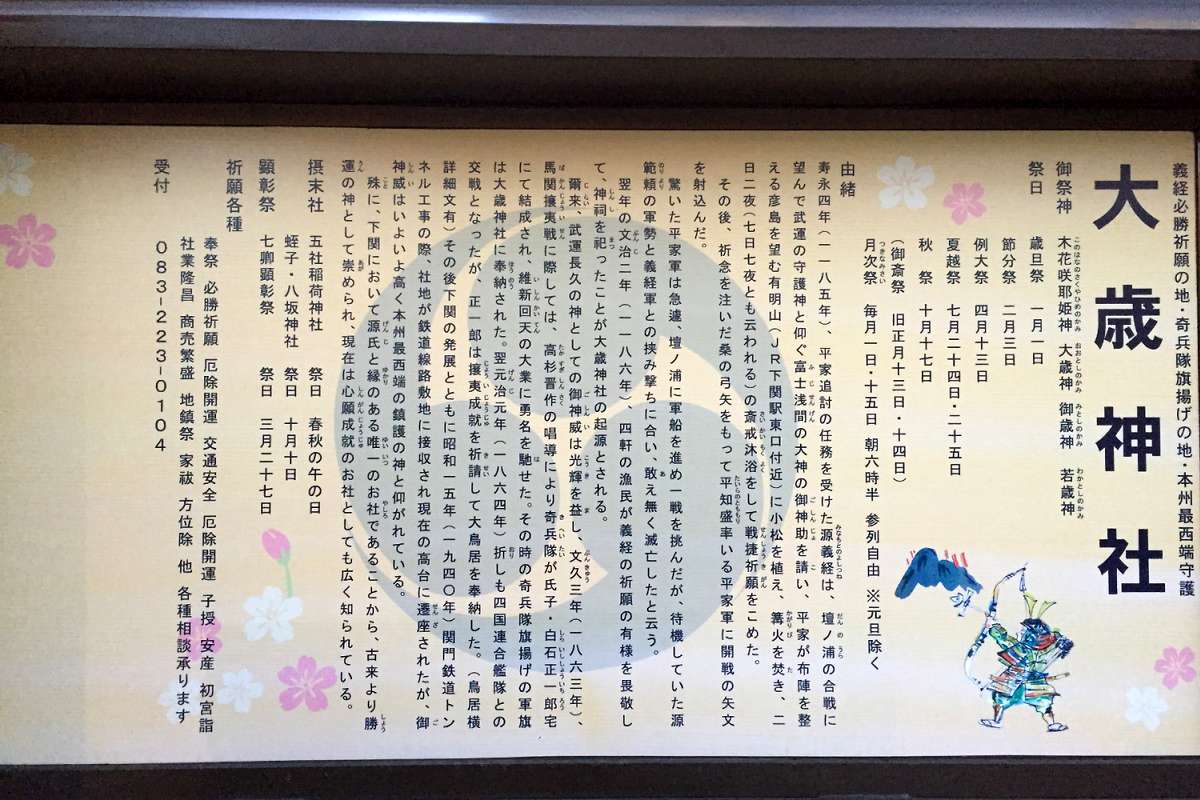 義経必勝祈願の地・奇兵隊旗揚げの地・本州最西端守護
大歳神社
御祭神　木花咲耶姫神　大歳神　御歳神　若歳神
祭日　歳旦祭　一月一日
節分祭　二月三日
例大祭　四月十三日
夏越祭　七月二十四日・二十五日
秋　祭　十月十七日
（御斎祭　旧正月十三日・十四日）
月次祭　毎月一日・十五日　朝六時半　参列自由　※元旦除く
由緒
寿永四年（一一八五年）、平家追討の任務を受けた源義経は、壇ノ浦の合戦に
望んで武運の守護神と仰ぐ富士浅間の大神の御神助を請い、平家が布陣を整
える彦島を望む有明山（ＪＲ下関駅東口付近）に小松を植え、篝火を焚き、二
日二夜（七日七夜とも云われる）の斎戒沐浴をして戦捷祈願をこめた。
その後、祈念を注いだ桑の弓矢をもって平知盛率いる平家軍に開戦の矢文
を射込んだ。
驚いた平家軍は急遽、壇ノ浦に軍船を進め一戦を挑んだが、待機していた源
範頼の軍勢と義経軍との挟み撃ちに合い、敢え無く滅亡したと云う。
翌年の文治二年（一一八六年）、四軒の漁民が義経の祈願の有様を畏敬し
て、神祠を祀ったことが大歳神社の起源とされる。
爾来、武運長久の神としての御神威は光輝を益し、文久三年（一八六三年）、
馬関攘夷戦に際しては、高杉晋作の唱導により奇兵隊が氏子・白石正一郎宅
にて結成され、維新回天の大業に勇名を馳せた。その時の奇兵隊旗揚げの軍旗
は大歳神社に奉納された。翌元治元年（一八六四年）折しも四国連合艦隊との
交戦となったが、正一郎は攘夷成就を祈請して大鳥居を奉納した。（鳥居横
詳細文有）その後下関の発展とともに昭和一五年（一九四〇年）関門鉄道トン
ネル工事の際、社地が鉄道線路敷地に接収され現在の高台に遷座されたが、御
神威はいよいよ高く本州最西端の鎮護の神と仰がれている。
殊に、下関において源氏と縁のある唯一のお社であることから、古来より勝
運の神として崇められ、現在は心願成就のお社としても広く知られている。
摂末社　五社稲荷神社　祭日　春秋の午の日
蛭子・八坂神社　祭日　十月十日
顕彰祭　七卿顕彰祭　祭日　三月二十七日
祈願各種
奉祭　必勝祈願　厄除開運　交通安全　厄除開運　子授　安産　初宮詣
社業隆昌　商売繁盛　地鎮祭　家祓　方位除　他　各種相談承ります
受付　０８３－２２３－０１０４